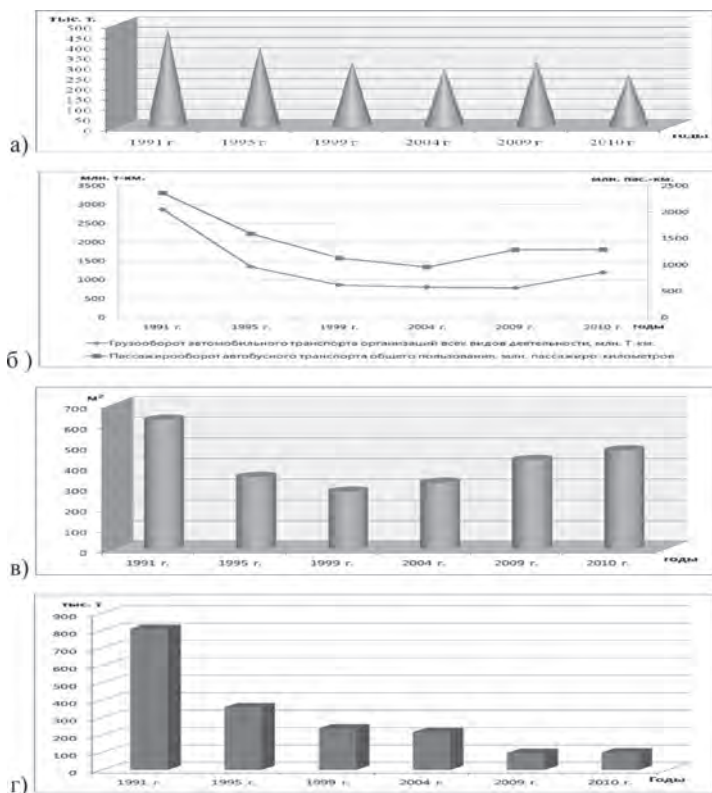 тыс. т.
500
450
400
350
300
250
200
150
100
50
0
1991 г. 1995 г. 1999 г. 2004 г. 2009 г. 2010 г. годы
а)
млн. т-км. млн. пас.-км.
3500 2500
3000 2000
2500 1500
2000 1000
1500 500
1000 0
500
0
1991 г. 1995 г. 1999 г. 2004 г. 2009 г. 2010 г. годы
Грузооборот автомобильного транспорта организаций всех видов деятельности, млн. Т-км.
Пассажирооборот автобусного транспорта общего пользования, млн. пассажиро-километров
б)
м²
700
600
500
400
300
200
100
0
1991 г. 1995 г. 1999 г. 2004 г. 2009 г. 2010 г. годы
в)
тыс. т
900
800
700
600
500
400
300
200
100
0
1991 г. 1995 г. 1999 г. 2004 г. 2009 г. 2010 г. Годы
г)